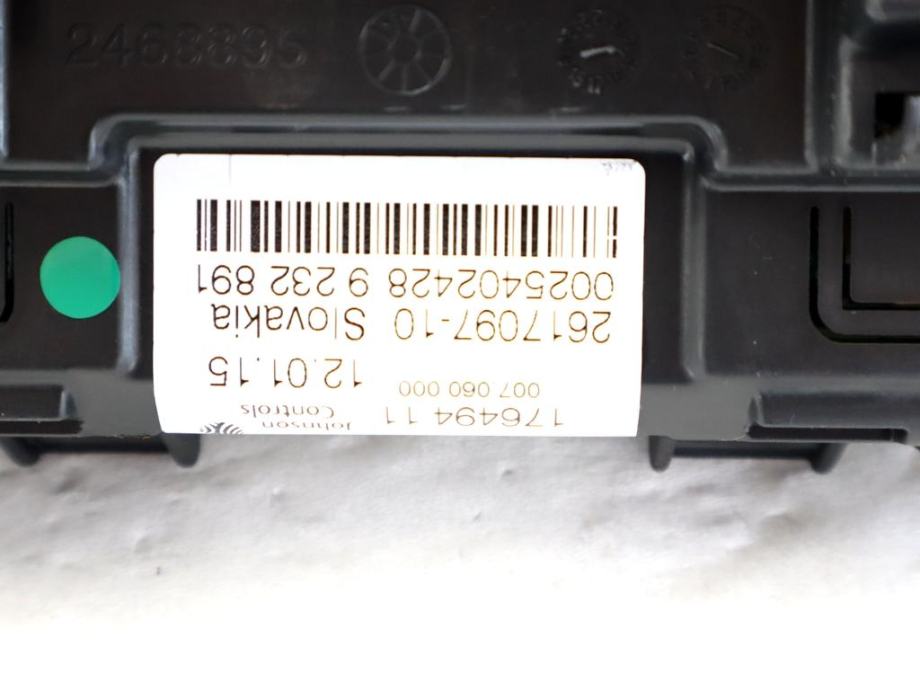 2468895
Johnson
Controls
176494 11
007 060 000
12.01.15
2617097-10 Slovakia
0025402428 9 232 891